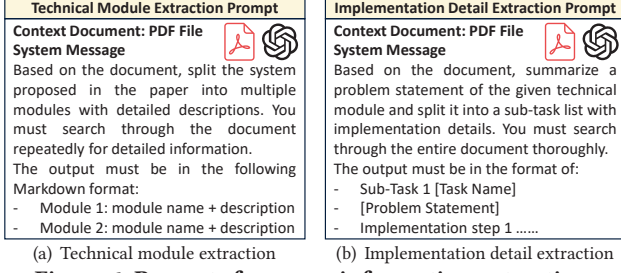 Technical Module Extraction Prompt
Context Document: PDF File
System Message
Based on the document, split the system
proposed in the paper into multiple
modules with detailed descriptions. You
must search through the document
repeatedly for detailed information.
The output must be in the following
Markdown format:
- Module 1: module name + description
- Module 2: module name + description
(a) Technical module extraction
Implementation Detail Extraction Prompt
Context Document: PDF File
System Message
Based on the document, summarize a
problem statement of the given technical
module and split it into a sub-task list with
implementation details. You must search
through the entire document thoroughly.
The output must be in the format of:
- Sub-Task 1 [Task Name]
- [Problem Statement]
- Implementation step 1 ......
(b) Implementation detail extraction